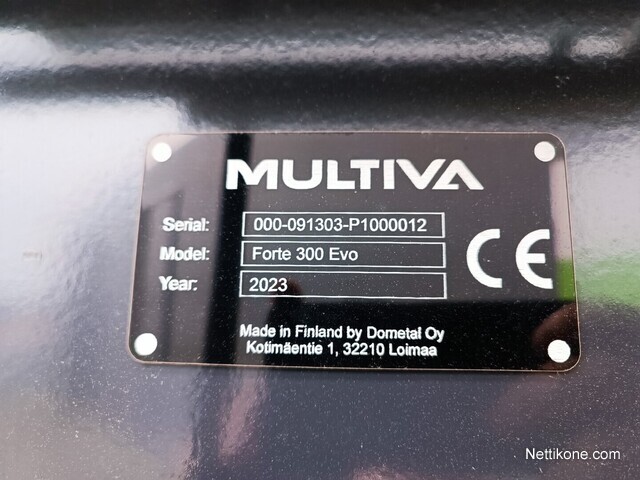 MULTIVA
Serial: 000-091303-P1000012
Model: Forte 300 Evo
Year: 2023
CE
Made in Finland by Dometal Oy
Kotimäentie 1, 32210 Loimaa
Nettikone.com